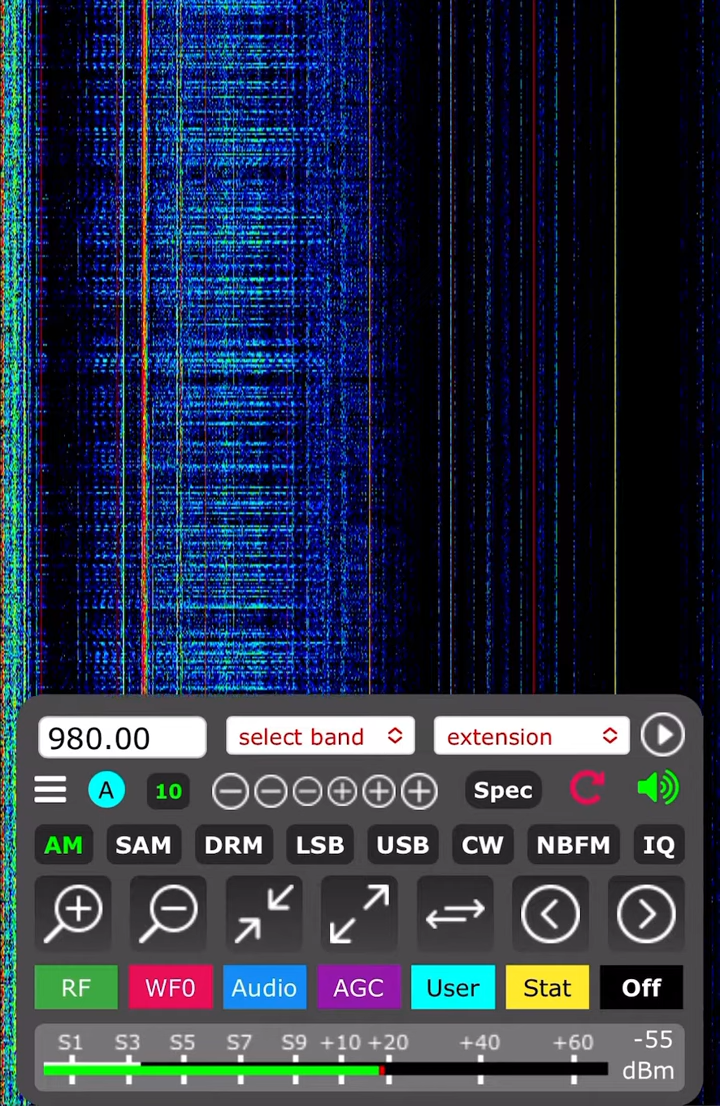 980.00 select band extension
A 10 Spec
AM SAM DRM LSB USB CW NBFM IQ
RF WF0 Audio AGC User Stat Off
S1 S3 S5 S7 S9 +10 +20 +40 +60 -55
dBm